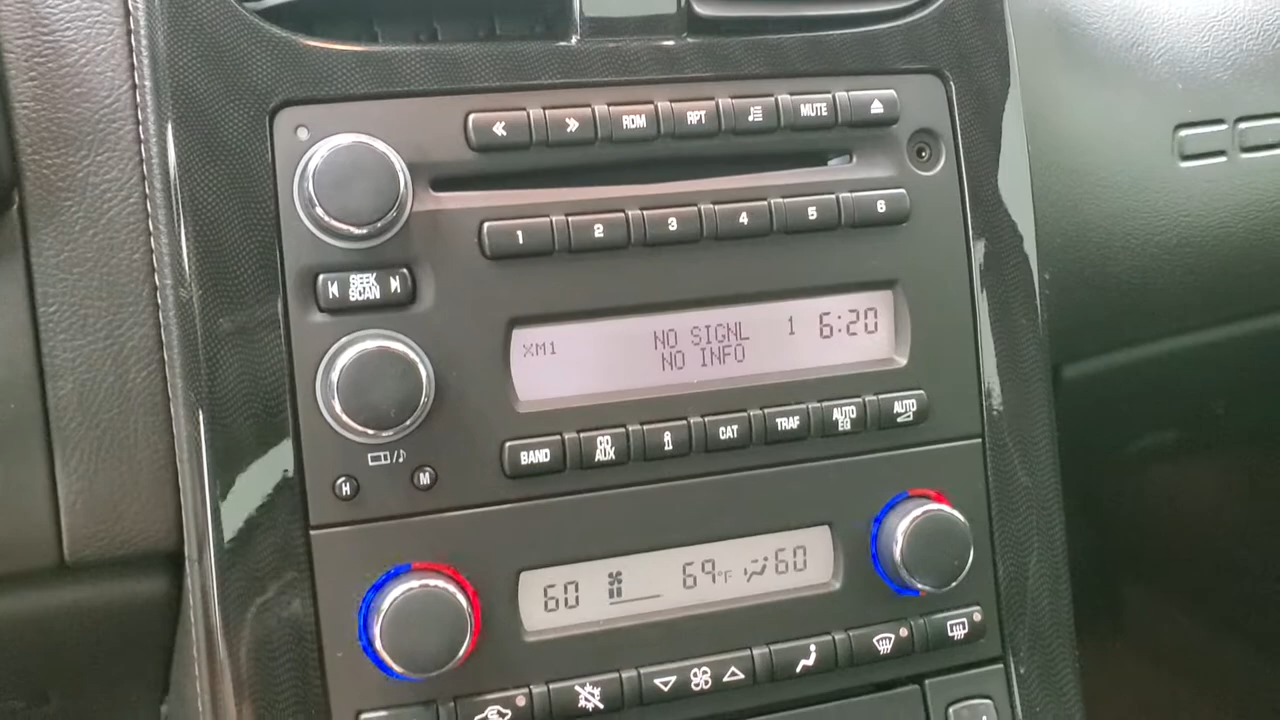 RDM RPT MUTE
1 2 3 4 5 6
SEEK
SCAN
XM1 NO SIGNL 1 6:20
NO INFO
BAND CD AUX i CAT TRAF AUTO EQ AUTO
H M
60 69°F 60